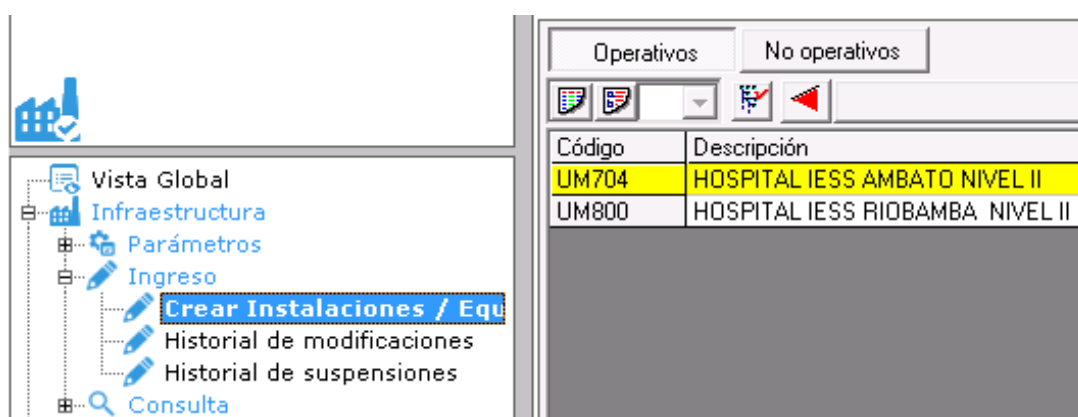 Vista Global
Infraestructura
Parámetros
Ingreso
Crear Instalaciones / Equ
Historial de modificaciones
Historial de suspensiones
Consulta
Operativos No operativos
Código Descripción
UM704 HOSPITAL IESS AMBATO NIVEL II
UM800 HOSPITAL IESS RIOBAMBA  NIVEL II